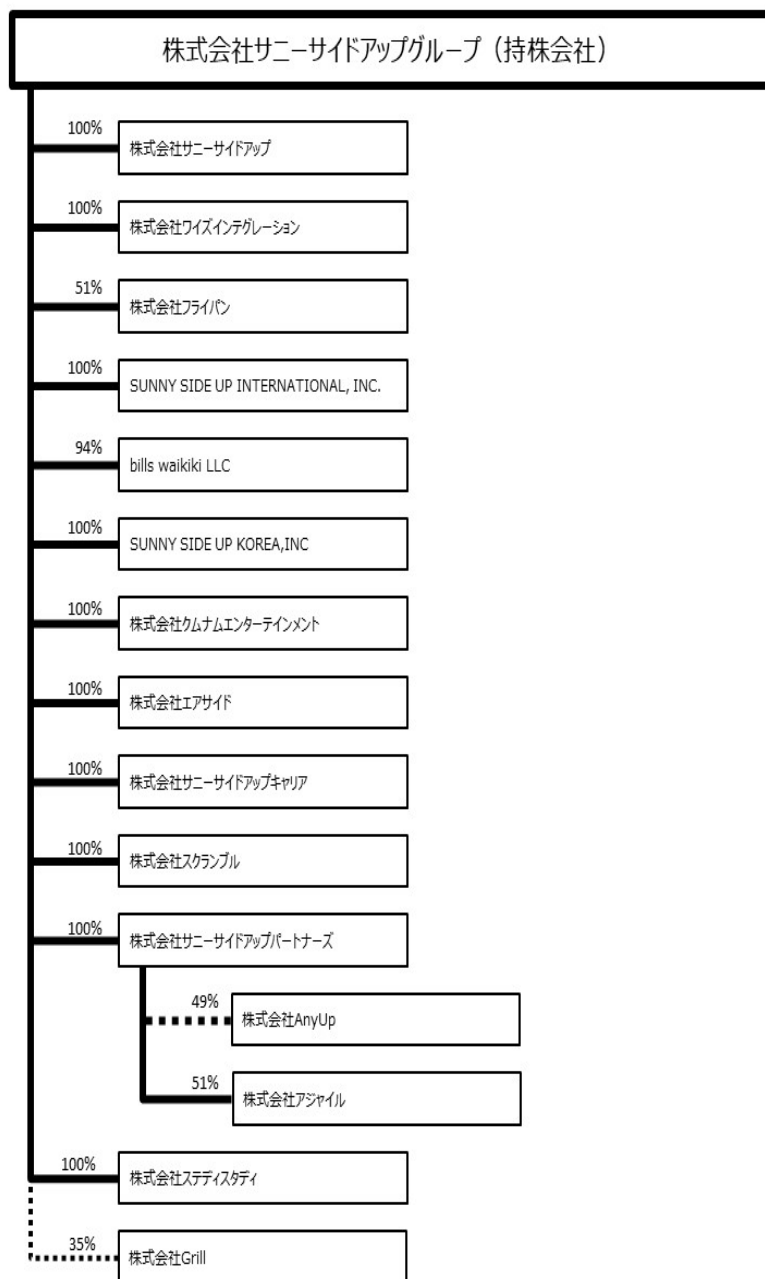 株式会社サニーサイドアップグループ（持株会社）
100%
株式会社サニーサイドアップ
100%
株式会社ワイズインテグレーション
51%
株式会社フライパン
100%
SUNNY SIDE UP INTERNATIONAL, INC.
94%
bills waikiki LLC
100%
SUNNY SIDE UP KOREA,INC
100%
株式会社クムナムエンターテインメント
100%
株式会社エアサイド
100%
株式会社サニーサイドアップキャリア
100%
株式会社スクランブル
100%
株式会社サニーサイドアップパートナーズ
49%
株式会社AnyUp
51%
株式会社アジャイル
100%
株式会社ステディスタディ
35%
株式会社Grill